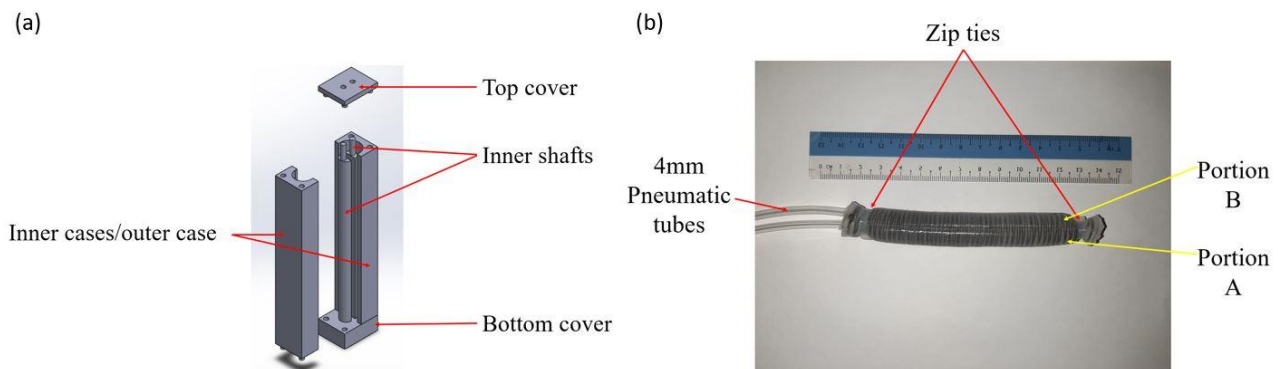 (a)
Top cover
Inner shafts
Inner cases/outer case
Bottom cover
(b)
Zip ties
4mm
Pneumatic
tubes
Portion
B
Portion
A